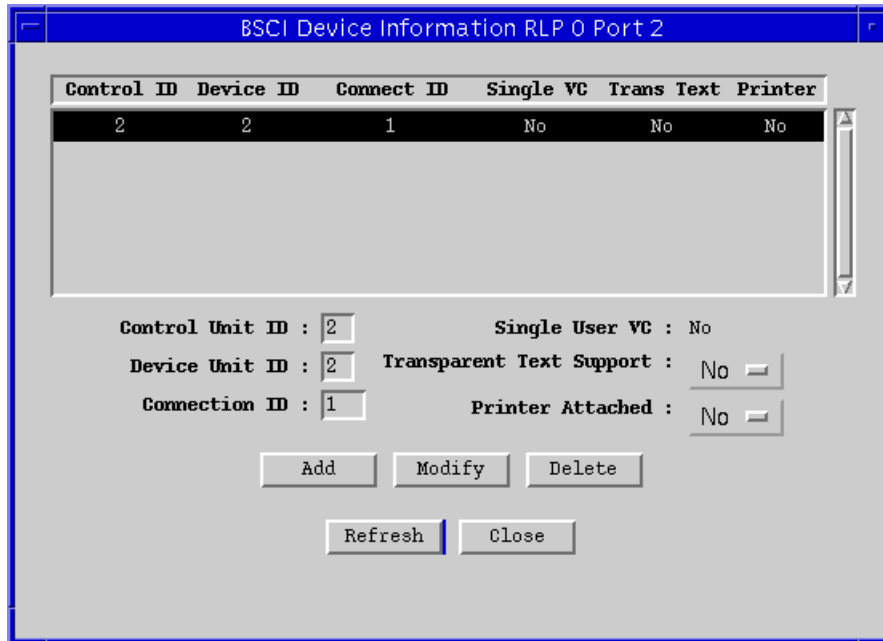 BSCI Device Information RLP 0 Port 2
Control ID Device ID Connect ID Single VC Trans Text Printer
2 2 1 No No No
Control Unit ID : 2 Single User VC : No
Device Unit ID : 2 Transparent Text Support : No
Connection ID : 1 Printer Attached : No
Add Modify Delete
Refresh Close